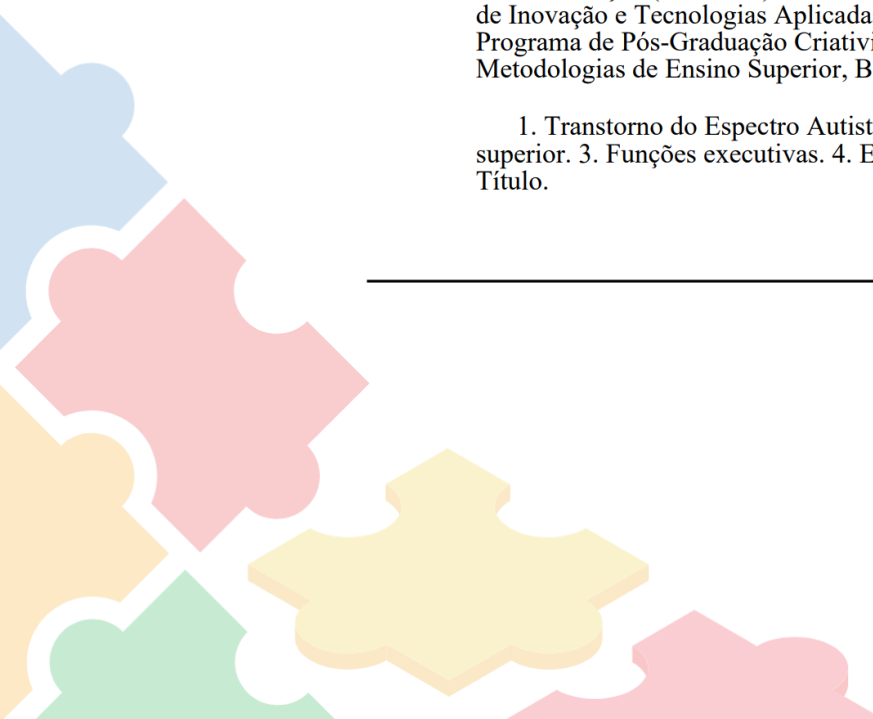 de Inovação e Tecnologias Aplicada
Programa de Pós-Graduação Criativi
Metodologias de Ensino Superior, B
1. Transtorno do Espectro Autist
superior. 3. Funções executivas. 4. E
Título.